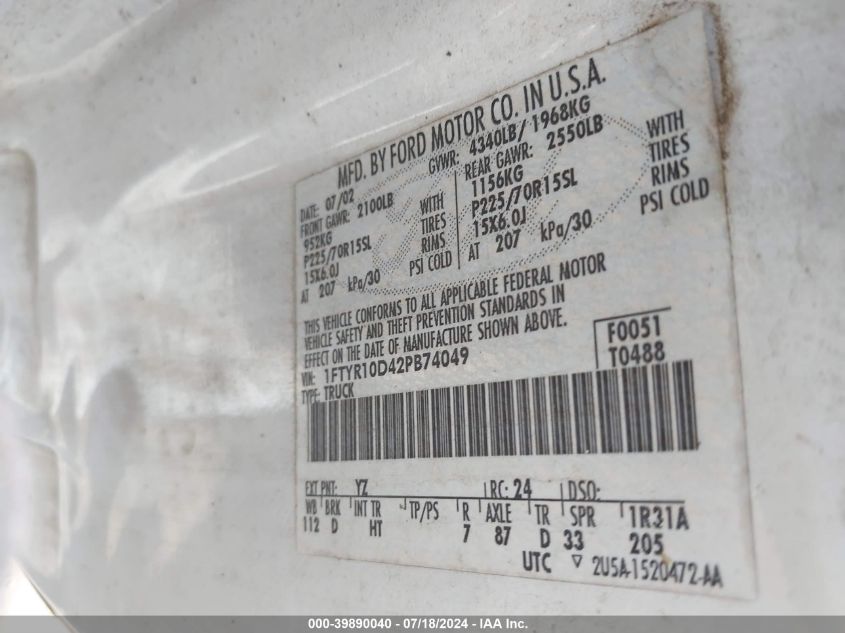 MFD. BY FORD MOTOR CO. IN U.S.A.
DATE: 07/02 GVWR: 4340LB/ 1968KG
FRONT GAWR: 2100LB REAR GAWR: 2550LB
952KG WITH 1156KG WITH
P225/70R15SL TIRES P225/70R15SL TIRES
15X6.0J RIMS 15X6.0J RIMS
AT 207 kPa/30 PSI COLD AT 207 kPa/30 PSI COLD
THIS VEHICLE CONFORMS TO ALL APPLICABLE FEDERAL MOTOR
VEHICLE SAFETY AND THEFT PREVENTION STANDARDS IN
EFFECT ON THE DATE OF MANUFACTURE SHOWN ABOVE.
VIN: 1FTYR10D42PB74049 F0051
TYPE: TRUCK T0488
EXT PNT: YZ RC: 24 DSO:
WB BRK INT TR TP/PS R AXLE TR SPR 1R31A
112 D HT 7 87 D 33 205
UTC ▽ 2U5A-1520472-AA
000-39890040 - 07/18/2024 - IAA Inc.